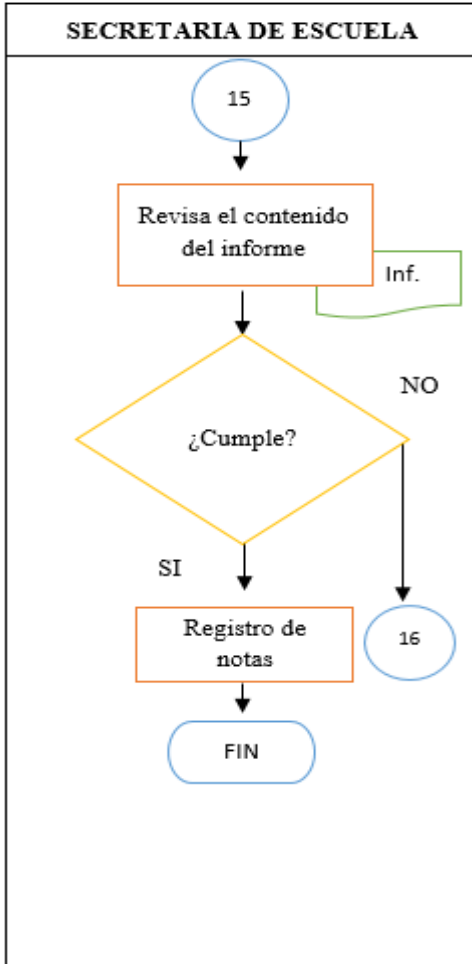 SECRETARIA DE ESCUELA
15
Revisa el contenido
del informe
Inf.
NO
¿Cumple?
SI
Registro de
notas
16
FIN